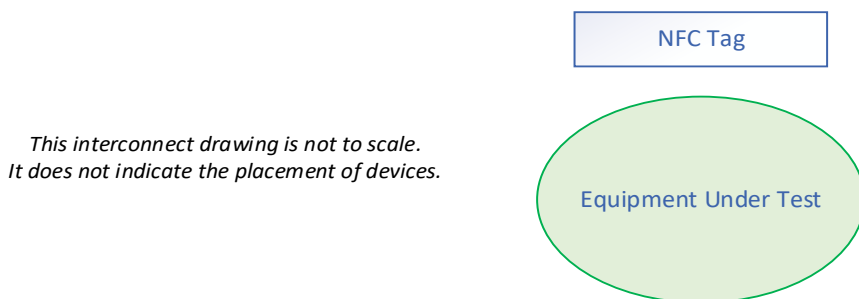 NFC Tag
This interconnect drawing is not to scale.
It does not indicate the placement of devices.
Equipment Under Test